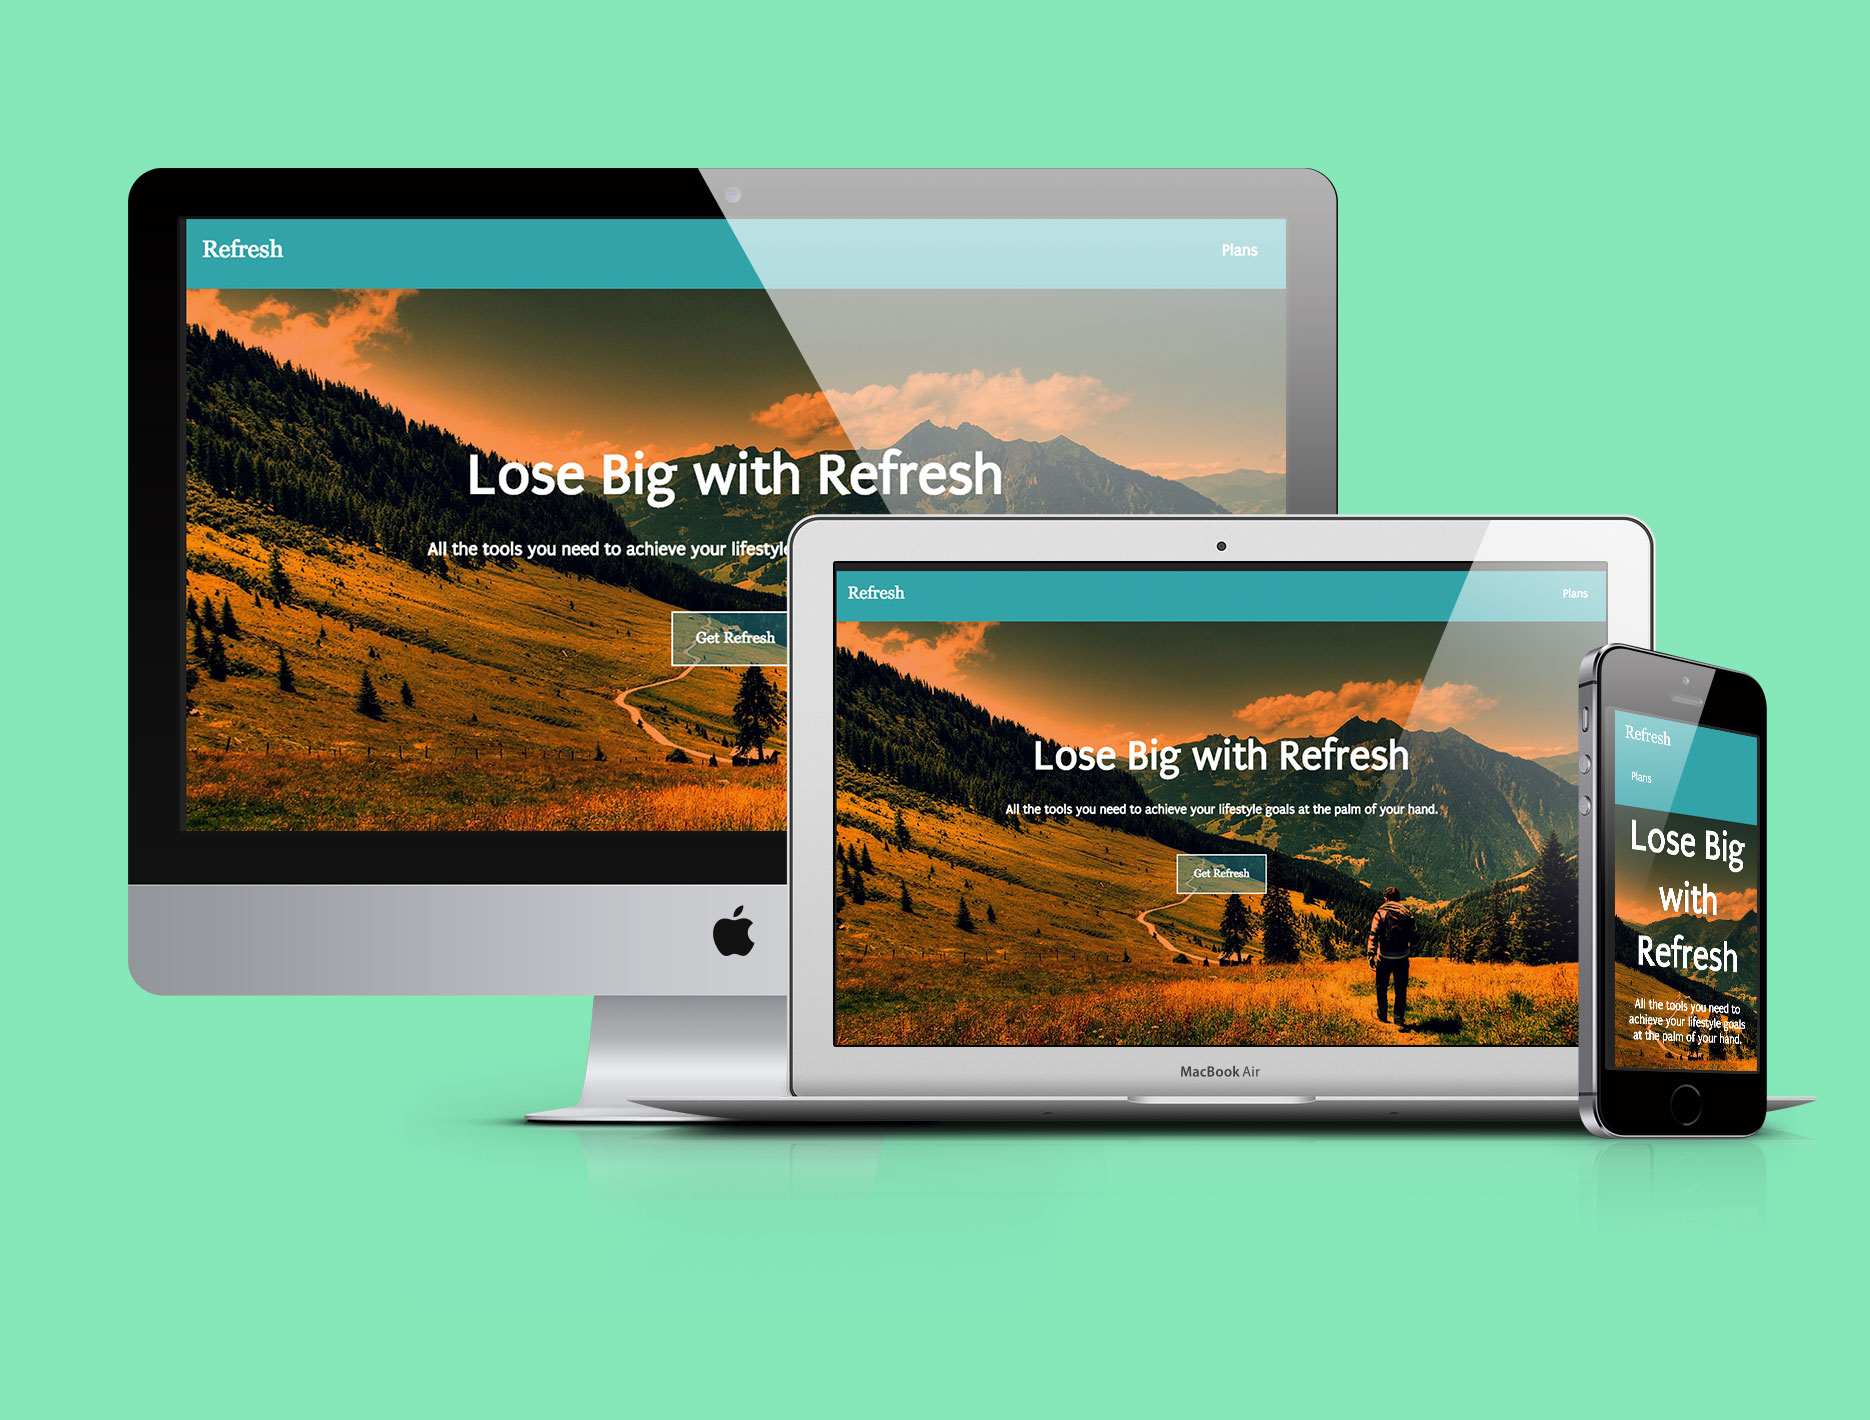 Refresh
Plans
Lose Big with Refresh
All the tools you need to achieve your lifestyle
Get Refresh
Refresh
Plans
Lose Big with Refresh
All the tools you need to achieve your lifestyle goals at the palm of your hand.
Get Refresh
MacBook Air
Refresh
Plans
Lose Big
with
Refresh
All the tools you need to
achieve your lifestyle goals
at the palm of your hand.